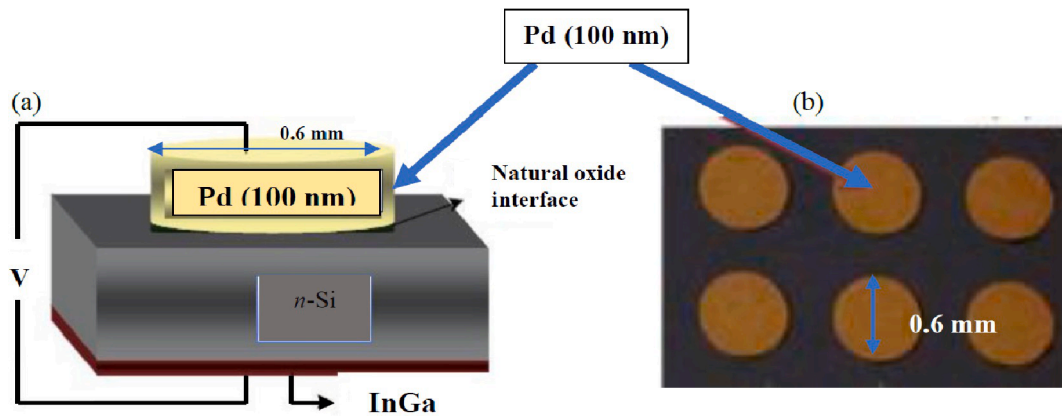 Pd (100 nm)
(a)
(b)
0.6 mm
Pd (100 nm)
Natural oxide
interface
V
n-Si
0.6 mm
InGa